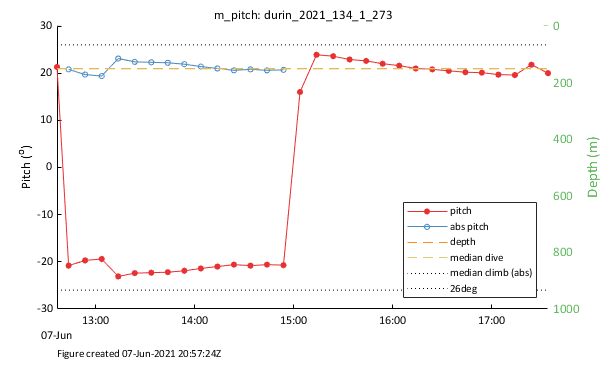 m_pitch: durin_2021_134_1_273
30
20
10
0
-10
-20
-30
Pitch (o)
0
200
400
600
800
1000
Depth (m)
pitch
abs pitch
depth
median dive
median climb (abs)
26deg
13:00
14:00
15:00
16:00
17:00
07-Jun
Figure created 07-Jun-2021 20:57:24Z